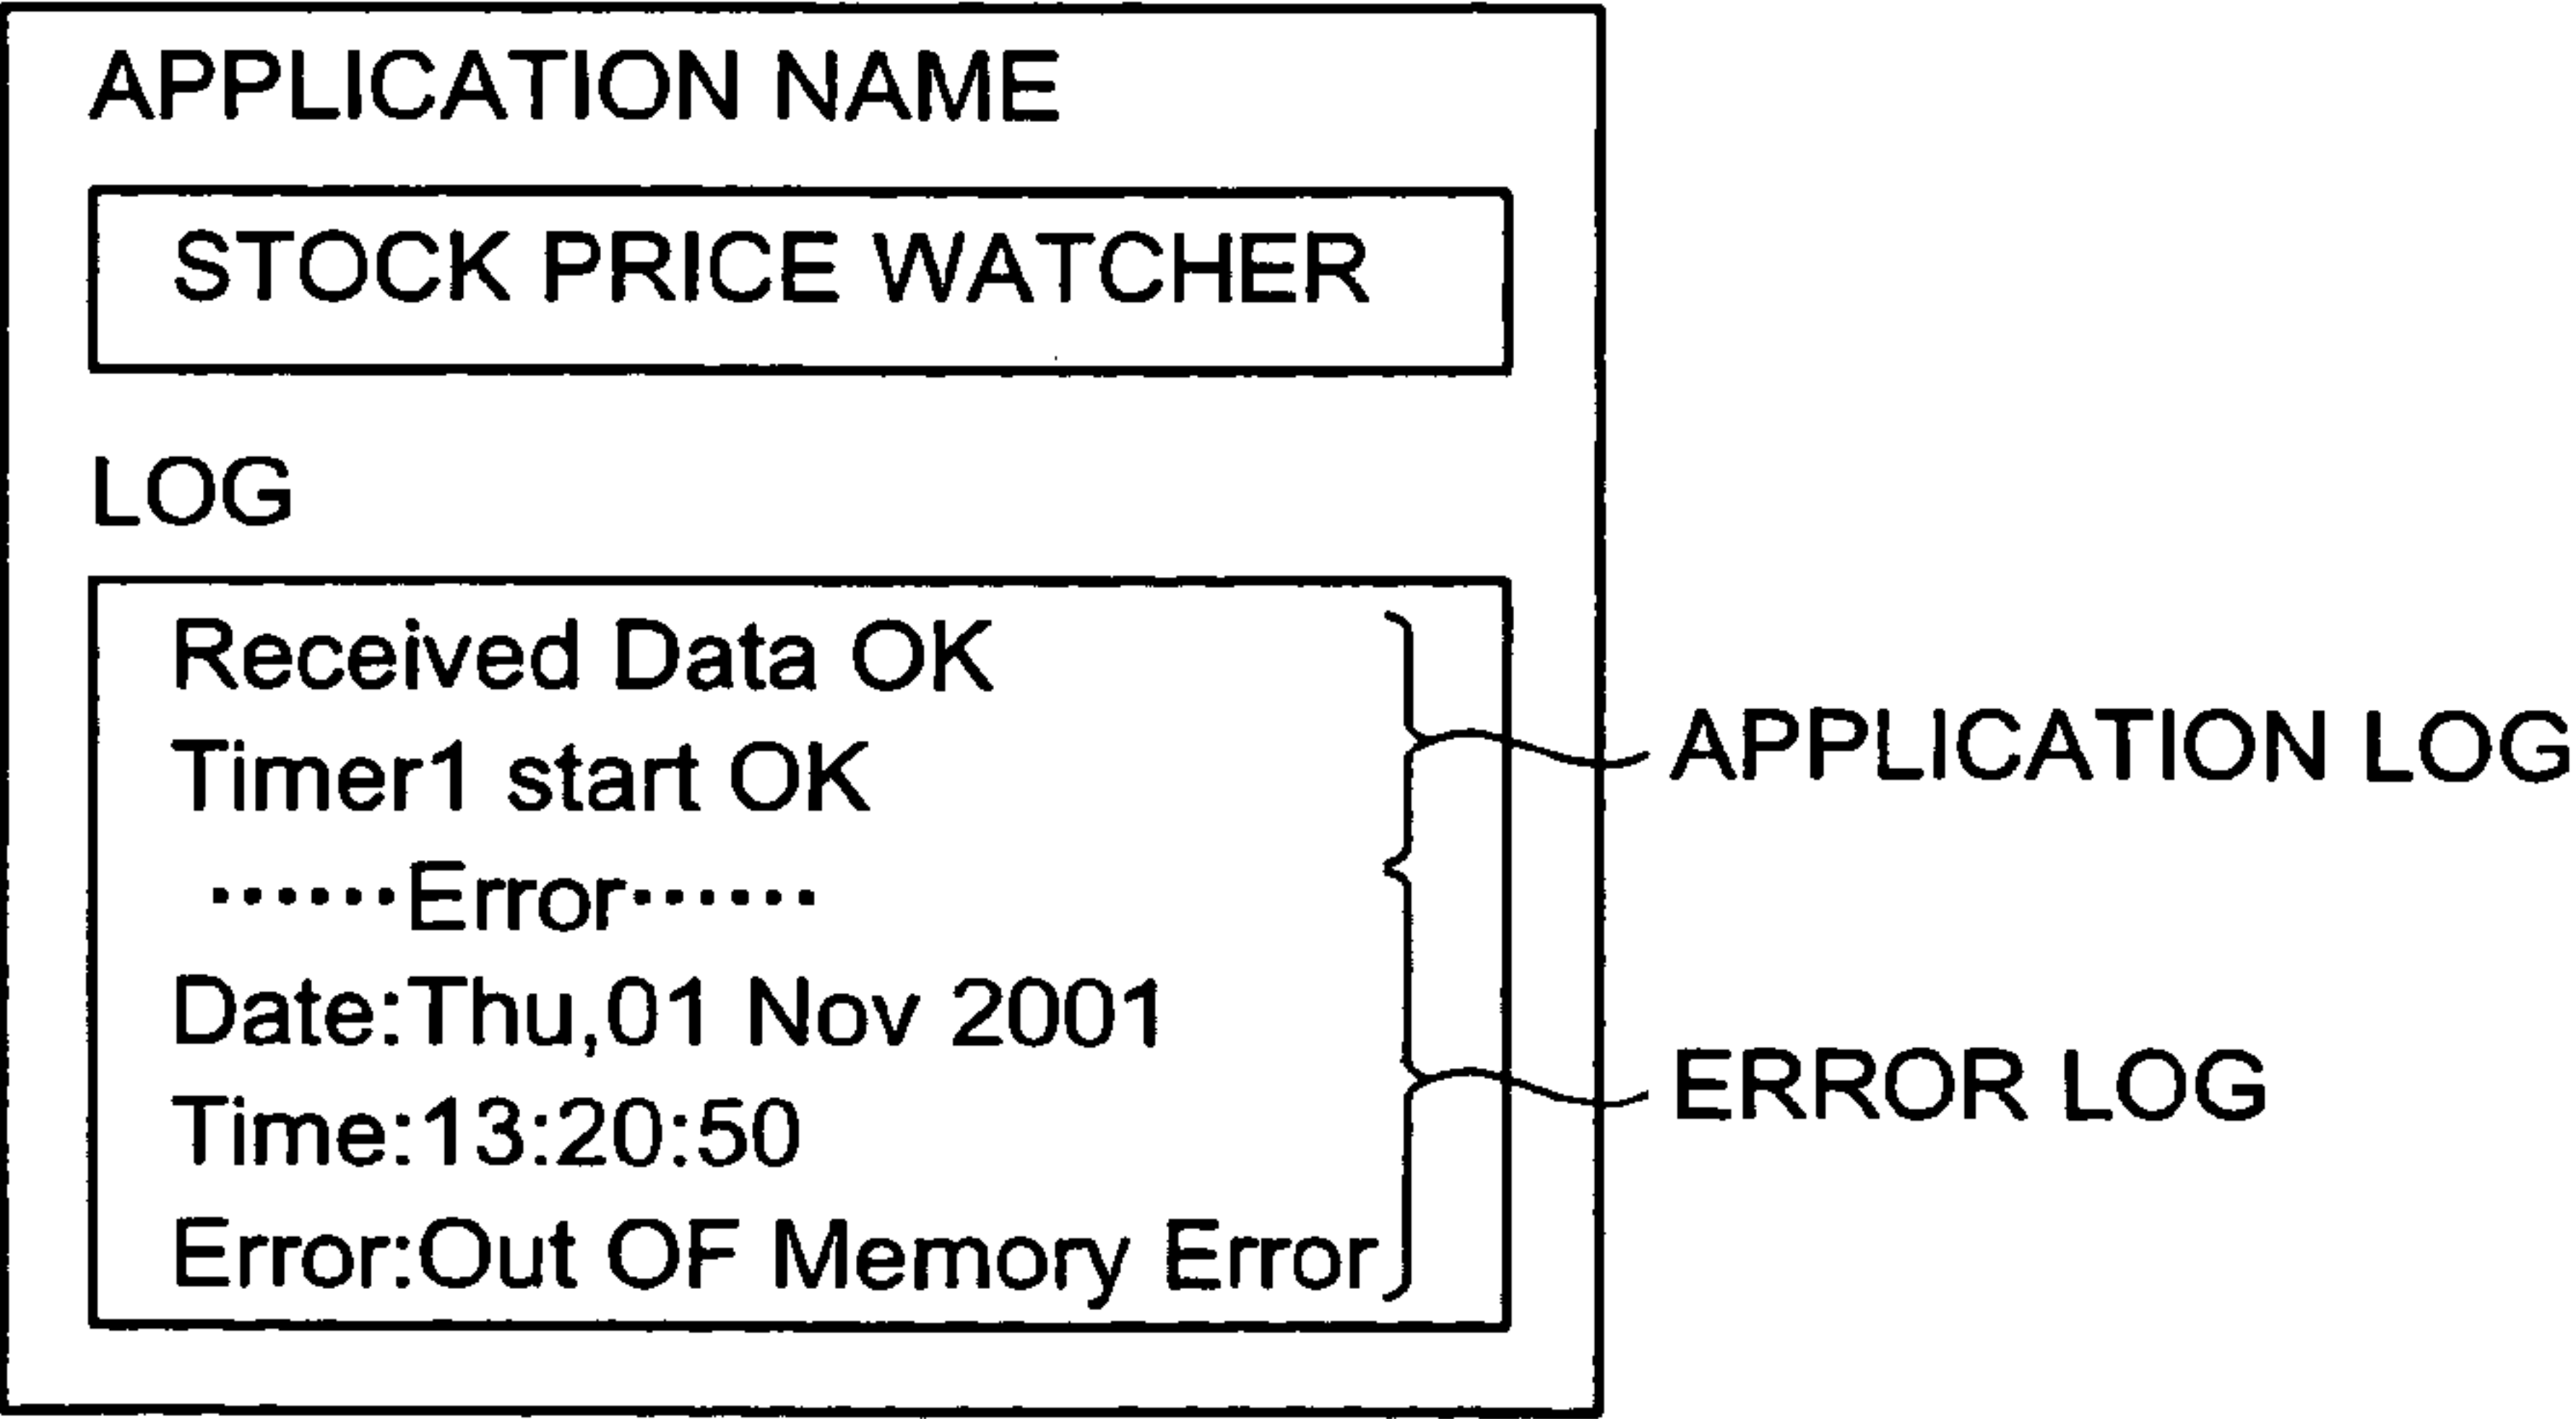 APPLICATION NAME
STOCK PRICE WATCHER
LOG
Received Data OK
Timer1 start OK
······Error······
Date:Thu,01 Nov 2001
Time:13:20:50
Error:Out OF Memory Error
APPLICATION LOG
ERROR LOG